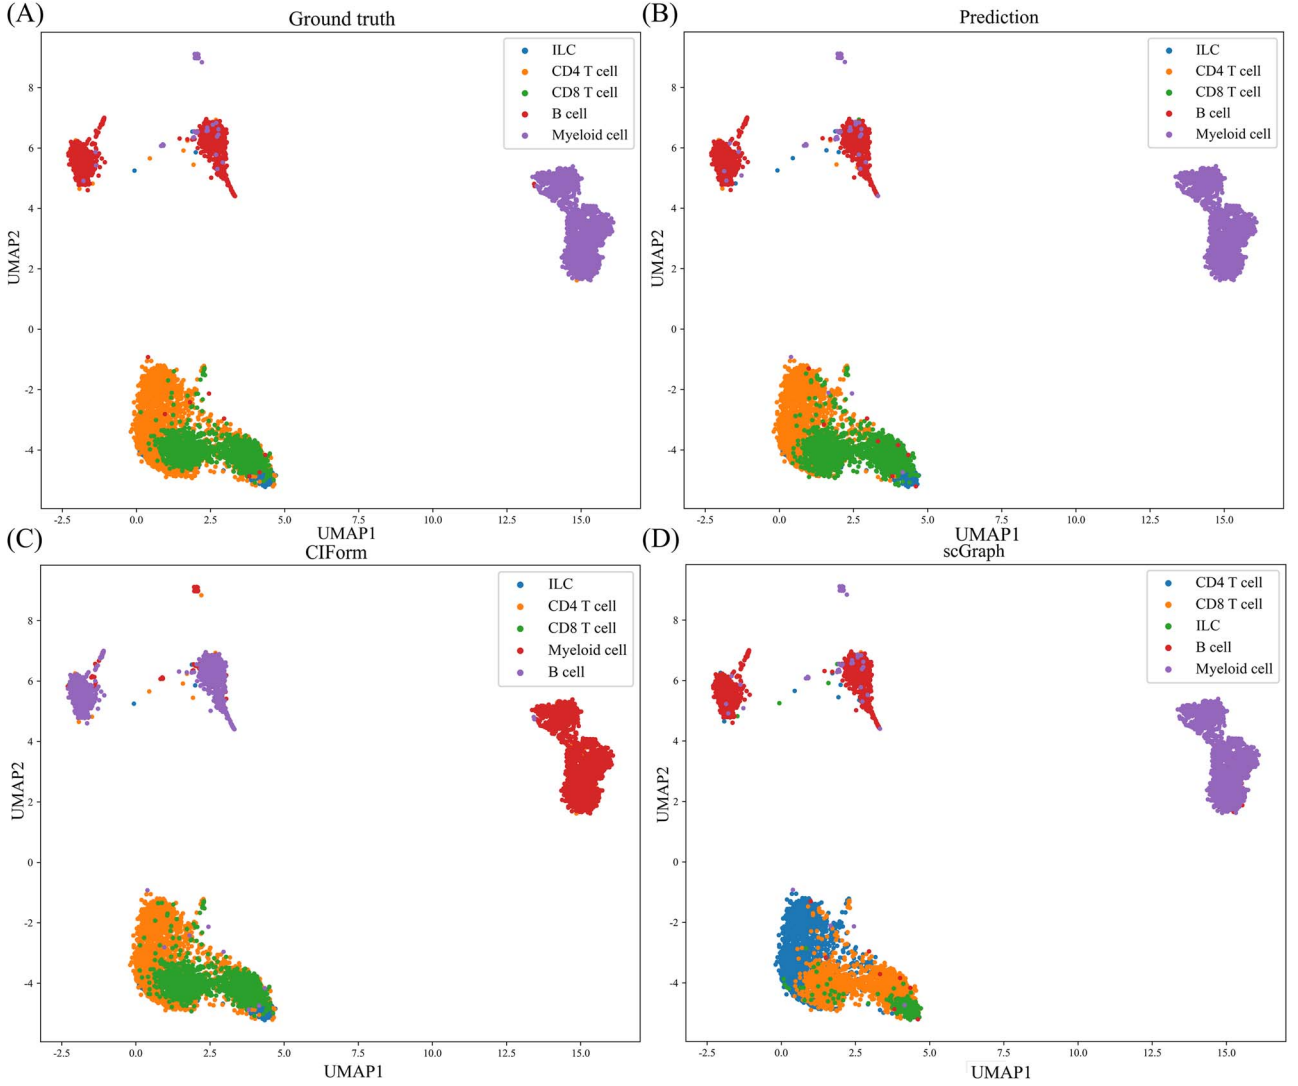 (A)
Ground truth
ILC
CD4 T cell
CD8 T cell
B cell
Myeloid cell
UMAP2
8
6
4
2
0
-2
-4
-2.5 0.0 2.5 5.0 7.5 10.0 12.5 15.0
UMAP1
(B)
Prediction
ILC
CD4 T cell
CD8 T cell
B cell
Myeloid cell
UMAP2
8
6
4
2
0
-2
-4
-2.5 0.0 2.5 5.0 7.5 10.0 12.5 15.0
UMAP1
(C)
CIForm
ILC
CD4 T cell
CD8 T cell
Myeloid cell
B cell
UMAP2
8
6
4
2
0
-2
-4
-2.5 0.0 2.5 5.0 7.5 10.0 12.5 15.0
UMAP1
(D)
scGraph
CD4 T cell
CD8 T cell
ILC
B cell
Myeloid cell
UMAP2
8
6
4
2
0
-2
-4
-2.5 0.0 2.5 5.0 7.5 10.0 12.5 15.0
UMAP1